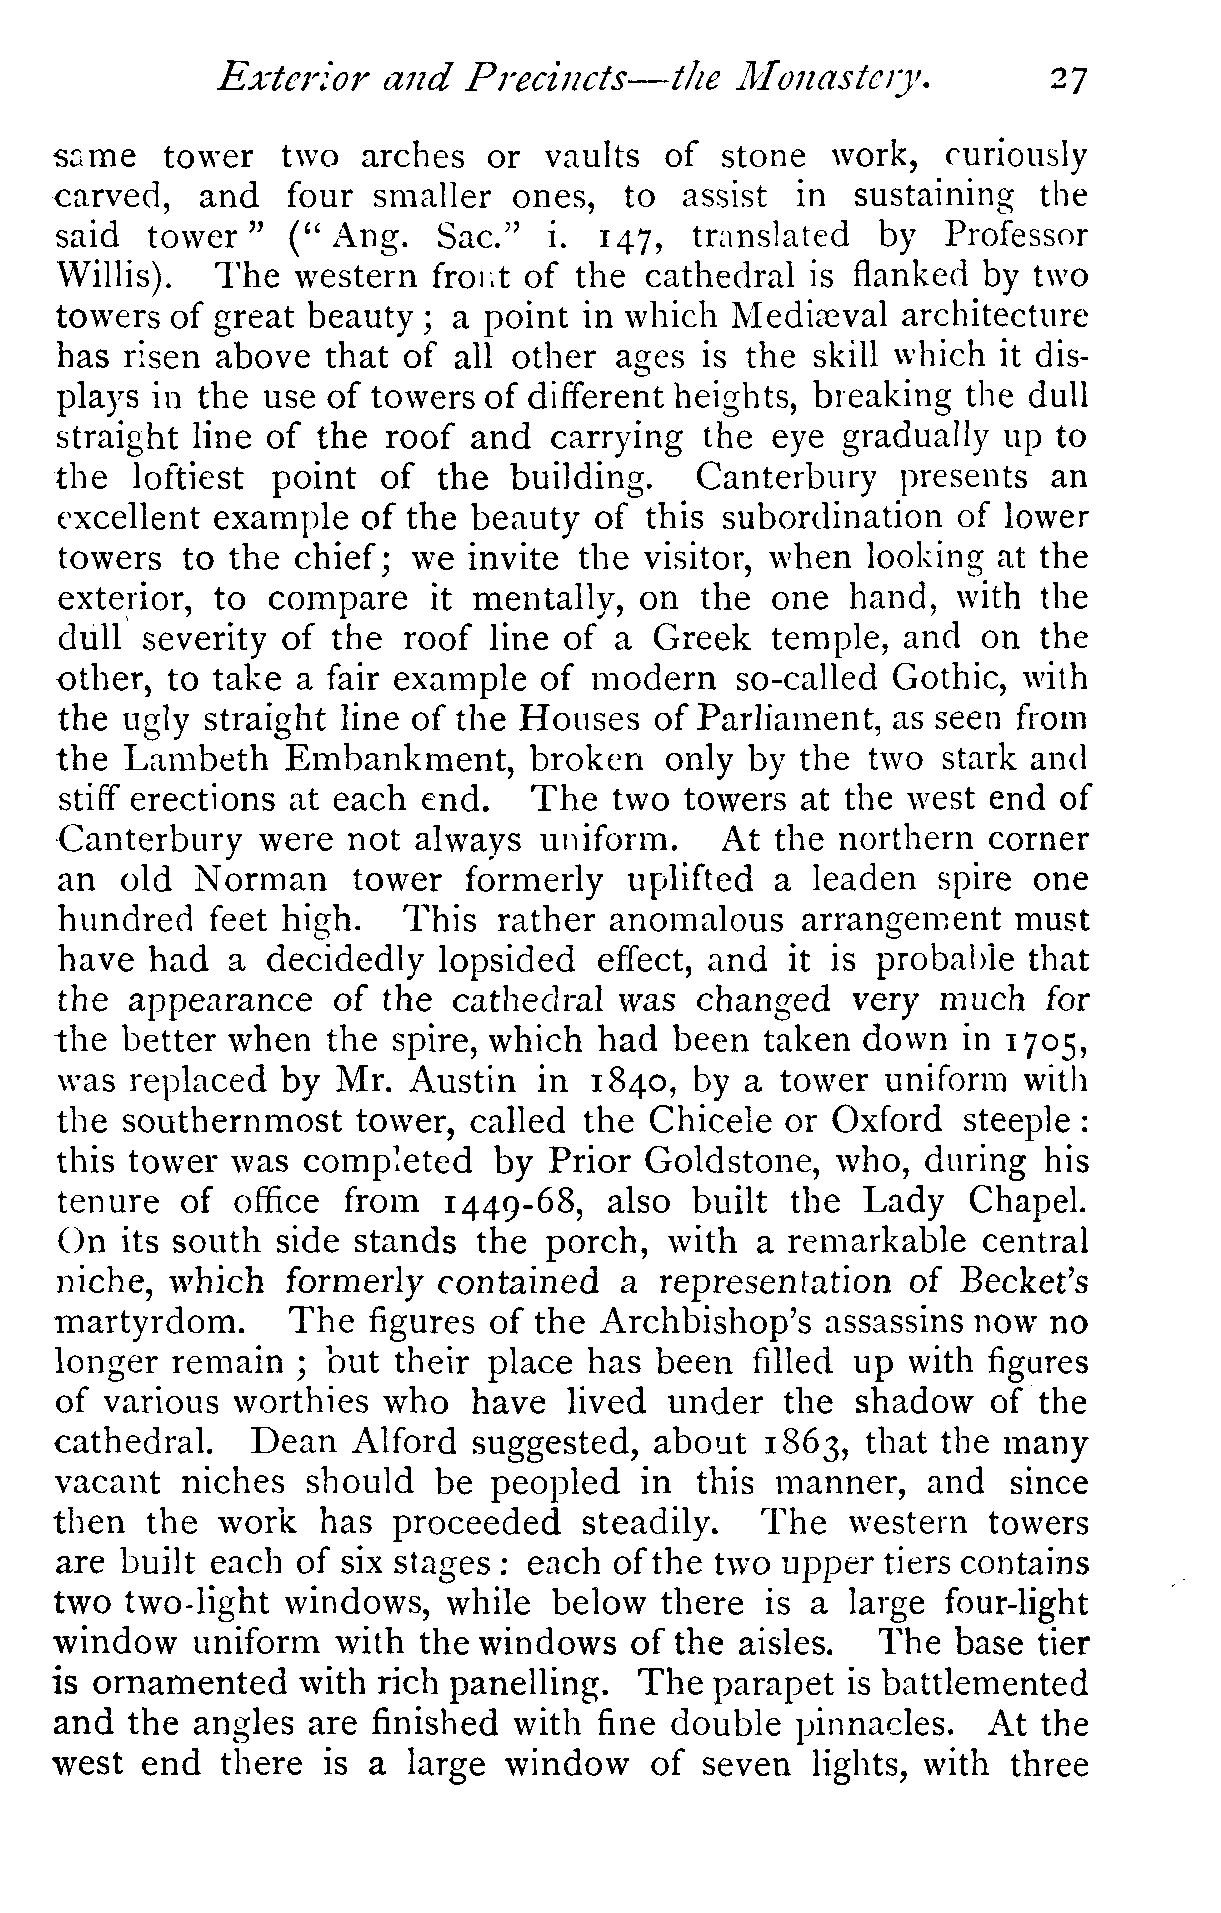 Exterior and Precincts—the Monastery. 27
same tower two arches or vaults of stone work, curiously
carved, and four smaller ones, to assist in sustaining the
said tower" ("Ang. Sac." i. 147, translated by Professor
Willis). The western front of the cathedral is flanked by two
towers of great beauty; a point in which Mediæval architecture
has risen above that of all other ages is the skill which it dis-
plays in the use of towers of different heights, breaking the dull
straight line of the roof and carrying the eye gradually up to
the loftiest point of the building. Canterbury presents an
excellent example of the beauty of this subordination of lower
towers to the chief; we invite the visitor, when looking at the
exterior, to compare it mentally, on the one hand, with the
dull severity of the roof line of a Greek temple, and on the
other, to take a fair example of modern so-called Gothic, with
the ugly straight line of the Houses of Parliament, as seen from
the Lambeth Embankment, broken only by the two stark and
stiff erections at each end. The two towers at the west end of
Canterbury were not always uniform. At the northern corner
an old Norman tower formerly uplifted a leaden spire one
hundred feet high. This rather anomalous arrangement must
have had a decidedly lopsided effect, and it is probable that
the appearance of the cathedral was changed very much for
the better when the spire, which had been taken down in 1705,
was replaced by Mr. Austin in 1840, by a tower uniform with
the southernmost tower, called the Chicele or Oxford steeple:
this tower was completed by Prior Goldstone, who, during his
tenure of office from 1449-68, also built the Lady Chapel.
On its south side stands the porch, with a remarkable central
niche, which formerly contained a representation of Becket's
martyrdom. The figures of the Archbishop's assassins now no
longer remain; but their place has been filled up with figures
of various worthies who have lived under the shadow of the
cathedral. Dean Alford suggested, about 1863, that the many
vacant niches should be peopled in this manner, and since
then the work has proceeded steadily. The western towers
are built each of six stages: each of the two upper tiers contains
two two-light windows, while below there is a large four-light
window uniform with the windows of the aisles. The base tier
is ornamented with rich panelling. The parapet is battlemented
and the angles are finished with fine double pinnacles. At the
west end there is a large window of seven lights, with three